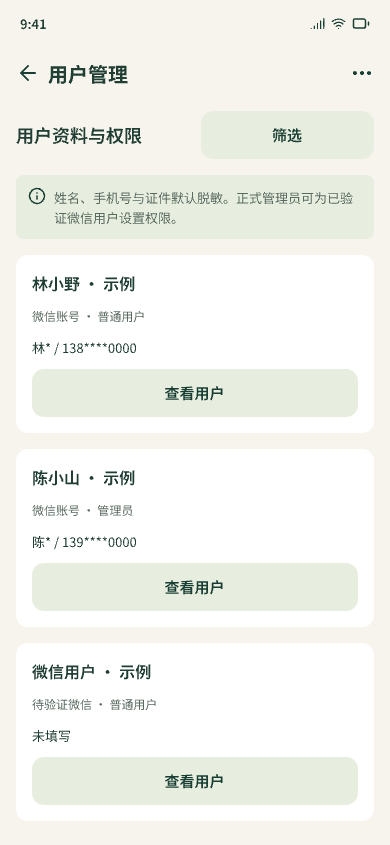 9:41
用户管理
用户资料与权限
筛选
姓名、手机号与证件默认脱敏。正式管理员可为已验
证微信用户设置权限。
林小野 · 示例
微信账号 · 普通用户
林* / 138****0000
查看用户
陈小山 · 示例
微信账号 · 管理员
陈* / 139****0000
查看用户
微信用户 · 示例
待验证微信 · 普通用户
未填写
查看用户